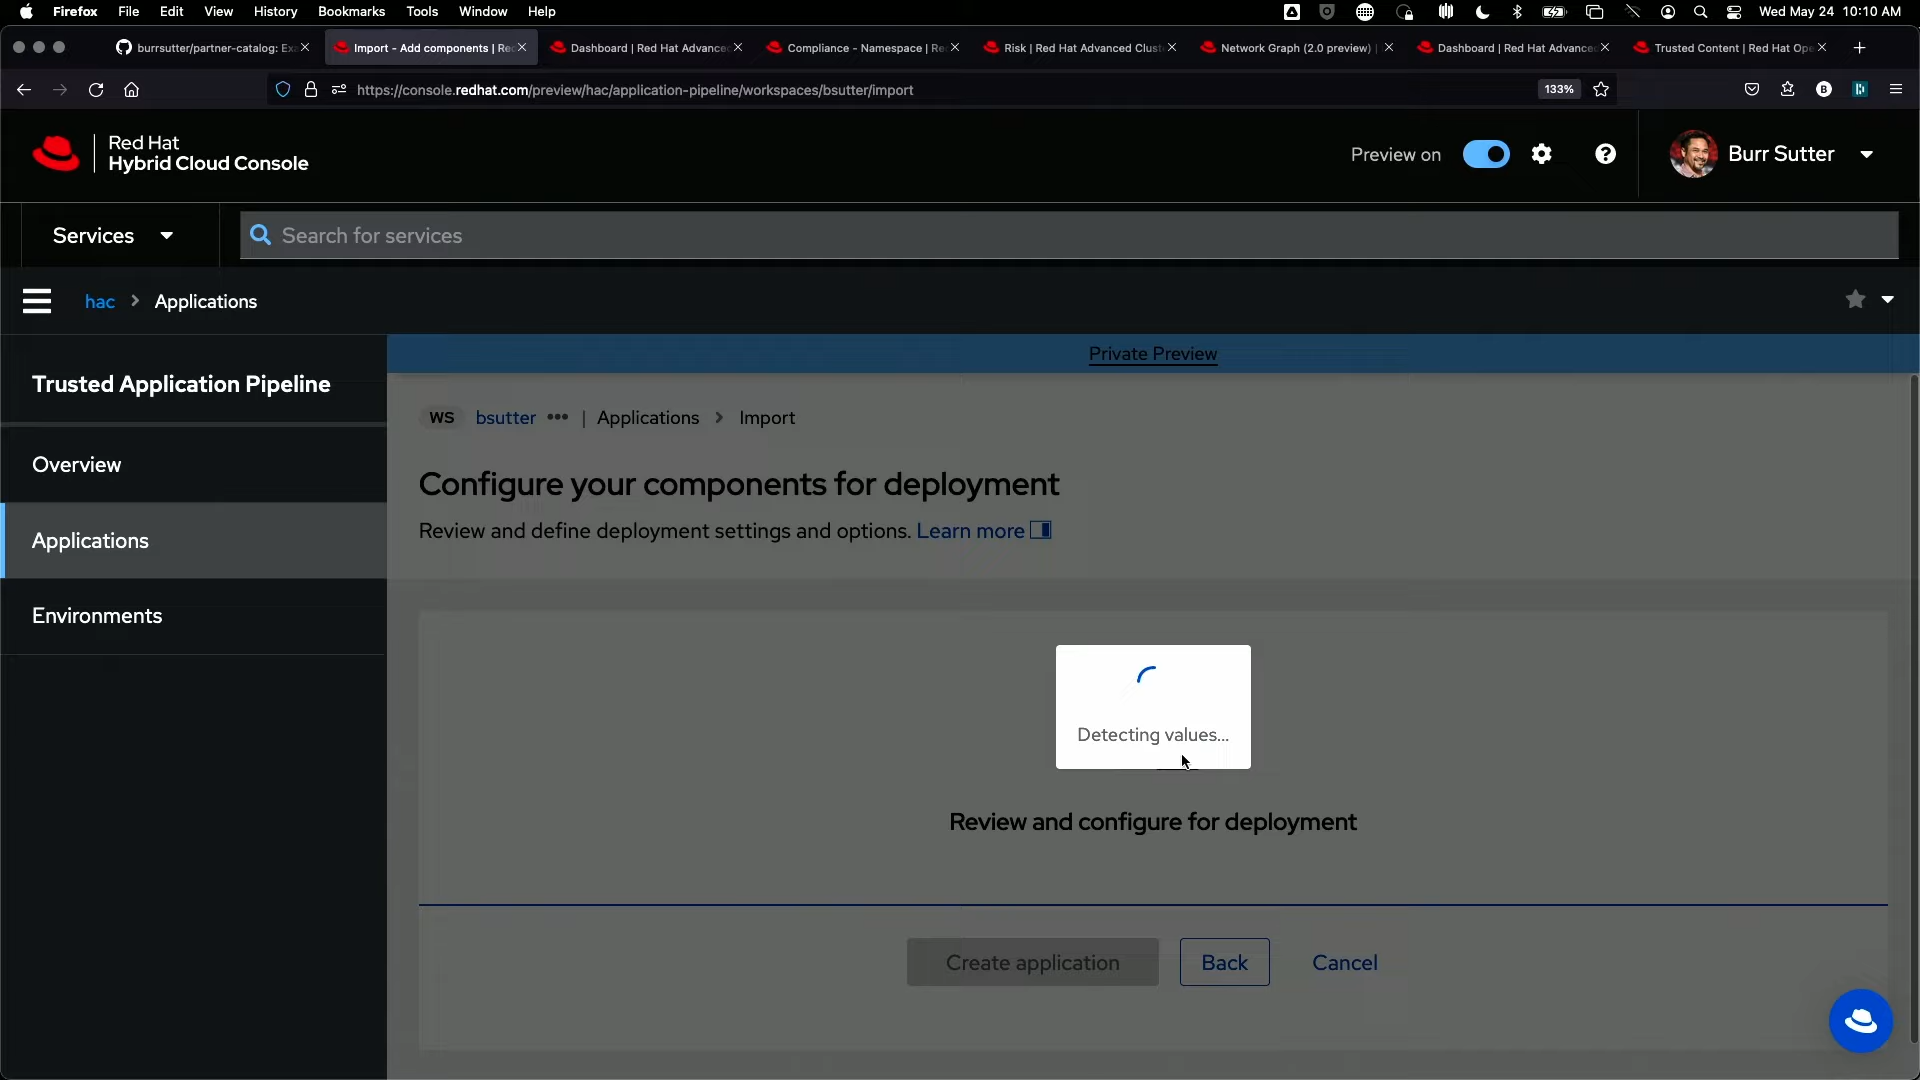 Firefox File Edit View History Bookmarks Tools Window Help Wed May 24 10:10 AM
burrsutter/partner-catalog: Ex Import - Add components | Re Dashboard | Red Hat Advance Compliance - Namespace | Re Risk | Red Hat Advanced Clust Network Graph (2.0 preview) | Dashboard | Red Hat Advance Trusted Content | Red Hat Ope
https://console.redhat.com/preview/hac/application-pipeline/workspaces/bsutter/import 133% B
Red Hat
Hybrid Cloud Console
Preview on Burr Sutter
Services Search for services
hac Applications
Private Preview
Trusted Application Pipeline
Overview
Applications
Environments
WS bsutter ••• | Applications Import
Configure your components for deployment
Review and define deployment settings and options. Learn more
Detecting values...
Review and configure for deployment
Create application Back Cancel